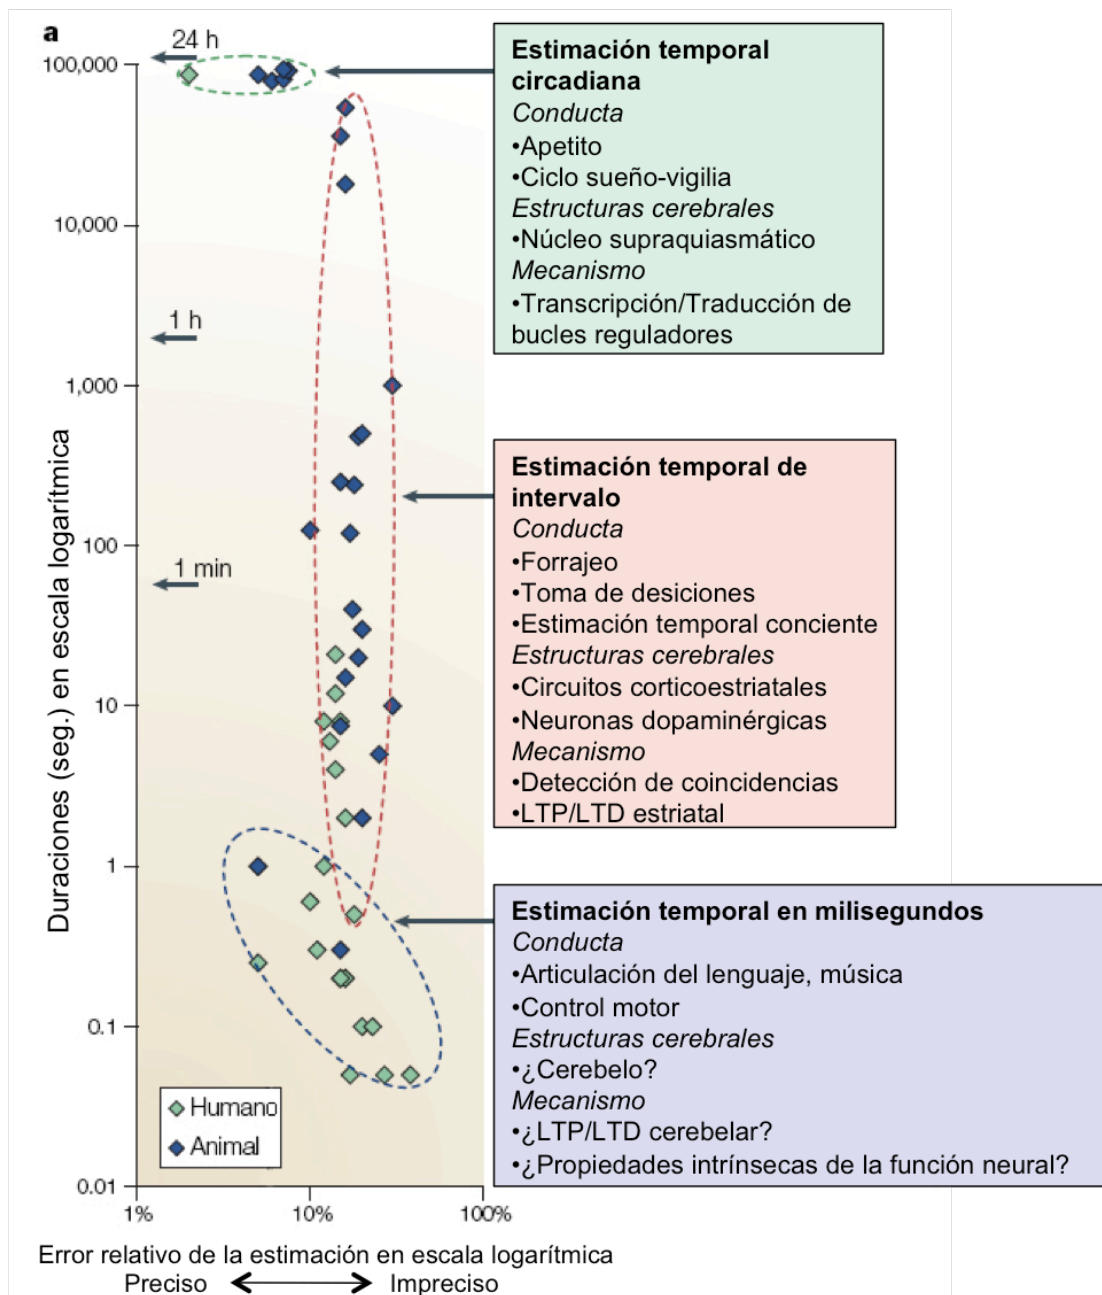 a
24 h
100,000
10,000
1 h
1,000
100
1 min
10
1
0.1
0.01
Duraciones (seg.) en escala logarítmica
Humano
Animal
1%
10%
100%
Error relativo de la estimación en escala logarítmica
Preciso
Impreciso
Estimación temporal
circadiana
Conducta
•Apetito
•Ciclo sueño-vigilia
Estructuras cerebrales
•Núcleo supraquiasmático
Mecanismo
•Transcripción/Traducción de
bucles reguladores
Estimación temporal de
intervalo
Conducta
•Forrajeo
•Toma de desiciones
•Estimación temporal conciente
Estructuras cerebrales
•Circuitos corticoestriatales
•Neuronas dopaminérgicas
Mecanismo
•Detección de coincidencias
•LTP/LTD estriatal
Estimación temporal en milisegundos
Conducta
•Articulación del lenguaje, música
•Control motor
Estructuras cerebrales
•¿Cerebelo?
Mecanismo
•¿LTP/LTD cerebelar?
•¿Propiedades intrínsecas de la función neural?